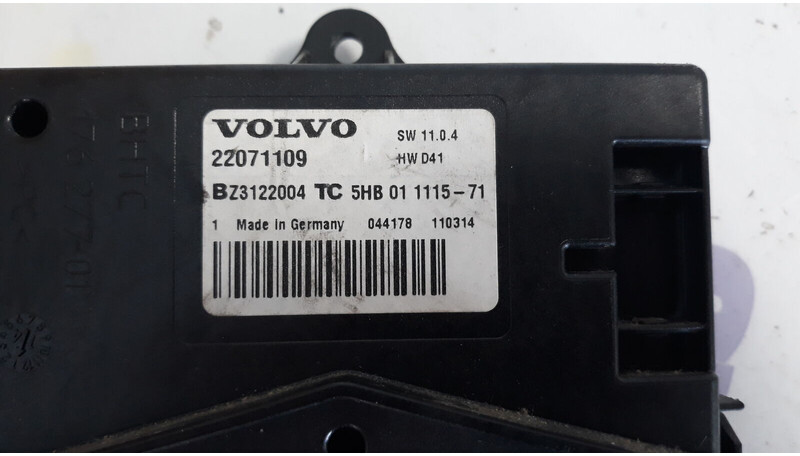 VOLVO
SW 11.0.4
22071109
HW D41
BZ3122004 TC 5HB 01 1115-71
1 Made in Germany 044178 110314
BHTC